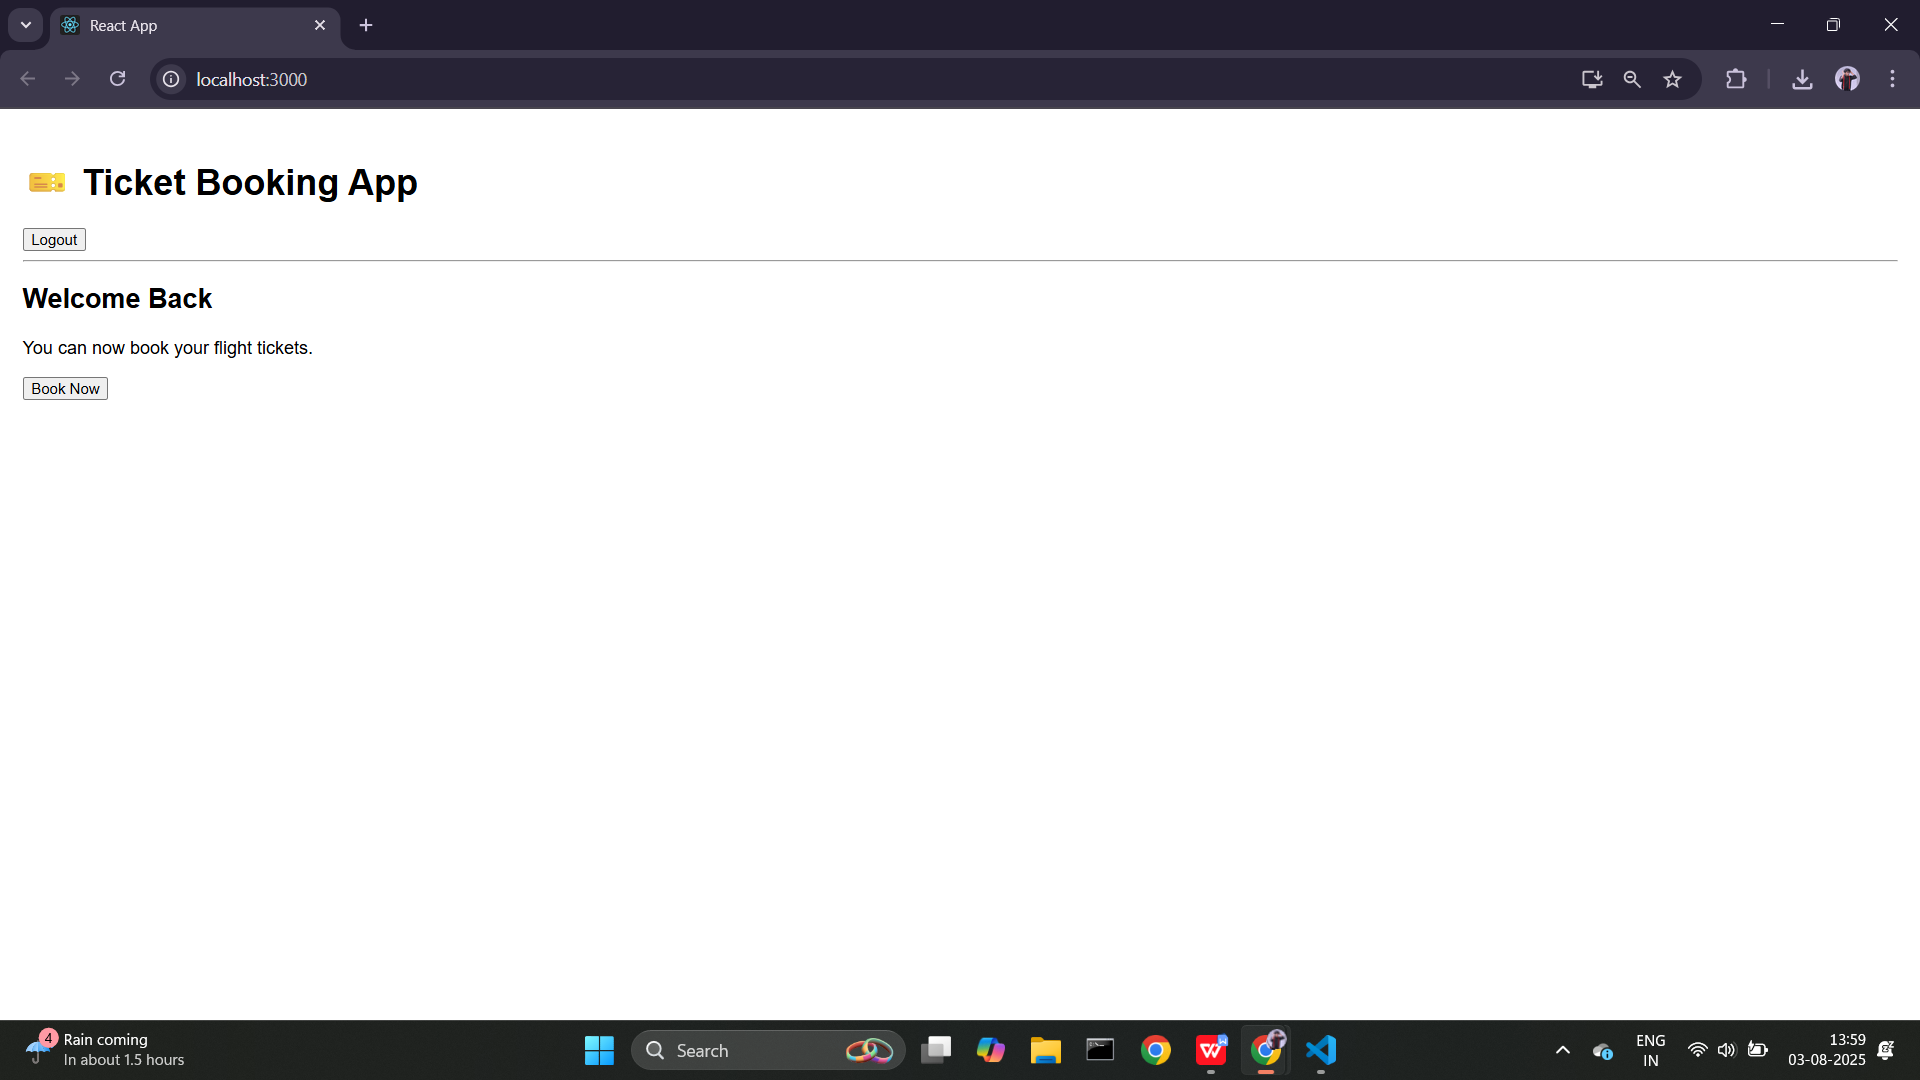 React App
localhost:3000
Ticket Booking App
Logout
Welcome Back
You can now book your flight tickets.
Book Now
4
Rain coming
In about 1.5 hours
Search
ENG
IN
13:59
03-08-2025